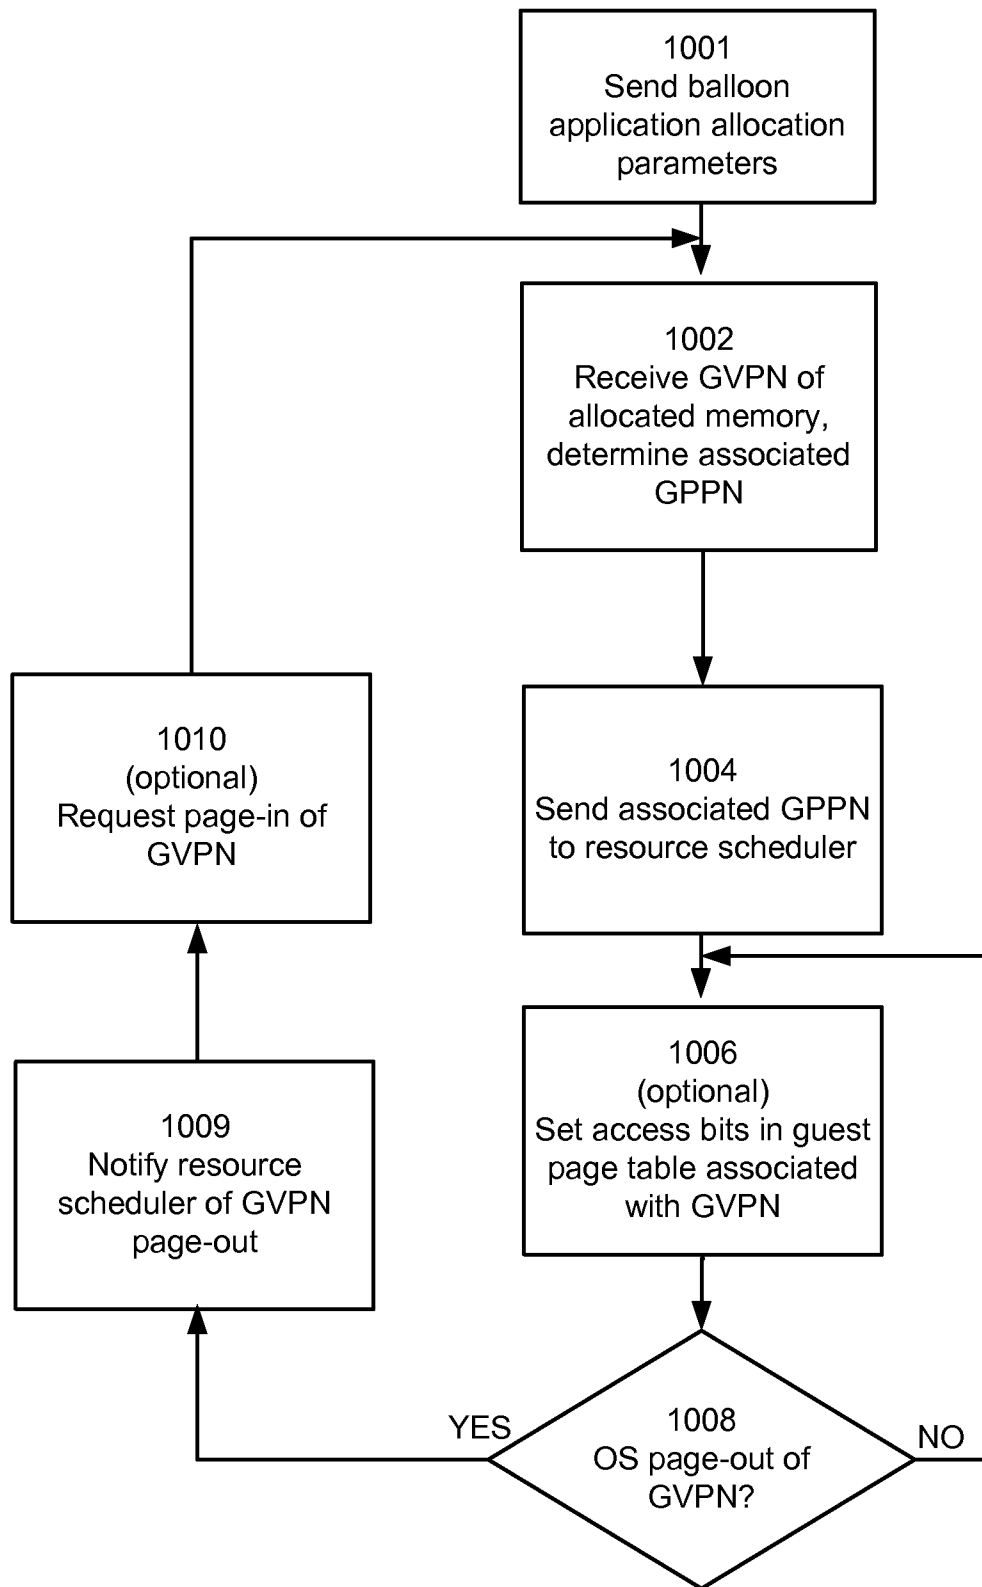 1001
Send balloon
application allocation
parameters
1002
Receive GVPN of
allocated memory,
determine associated
GPPN
1004
Send associated GPPN
to resource scheduler
1006
(optional)
Set access bits in guest
page table associated
with GVPN
1008
OS page-out of
GVPN?
YES
NO
1009
Notify resource
scheduler of GVPN
page-out
1010
(optional)
Request page-in of
GVPN